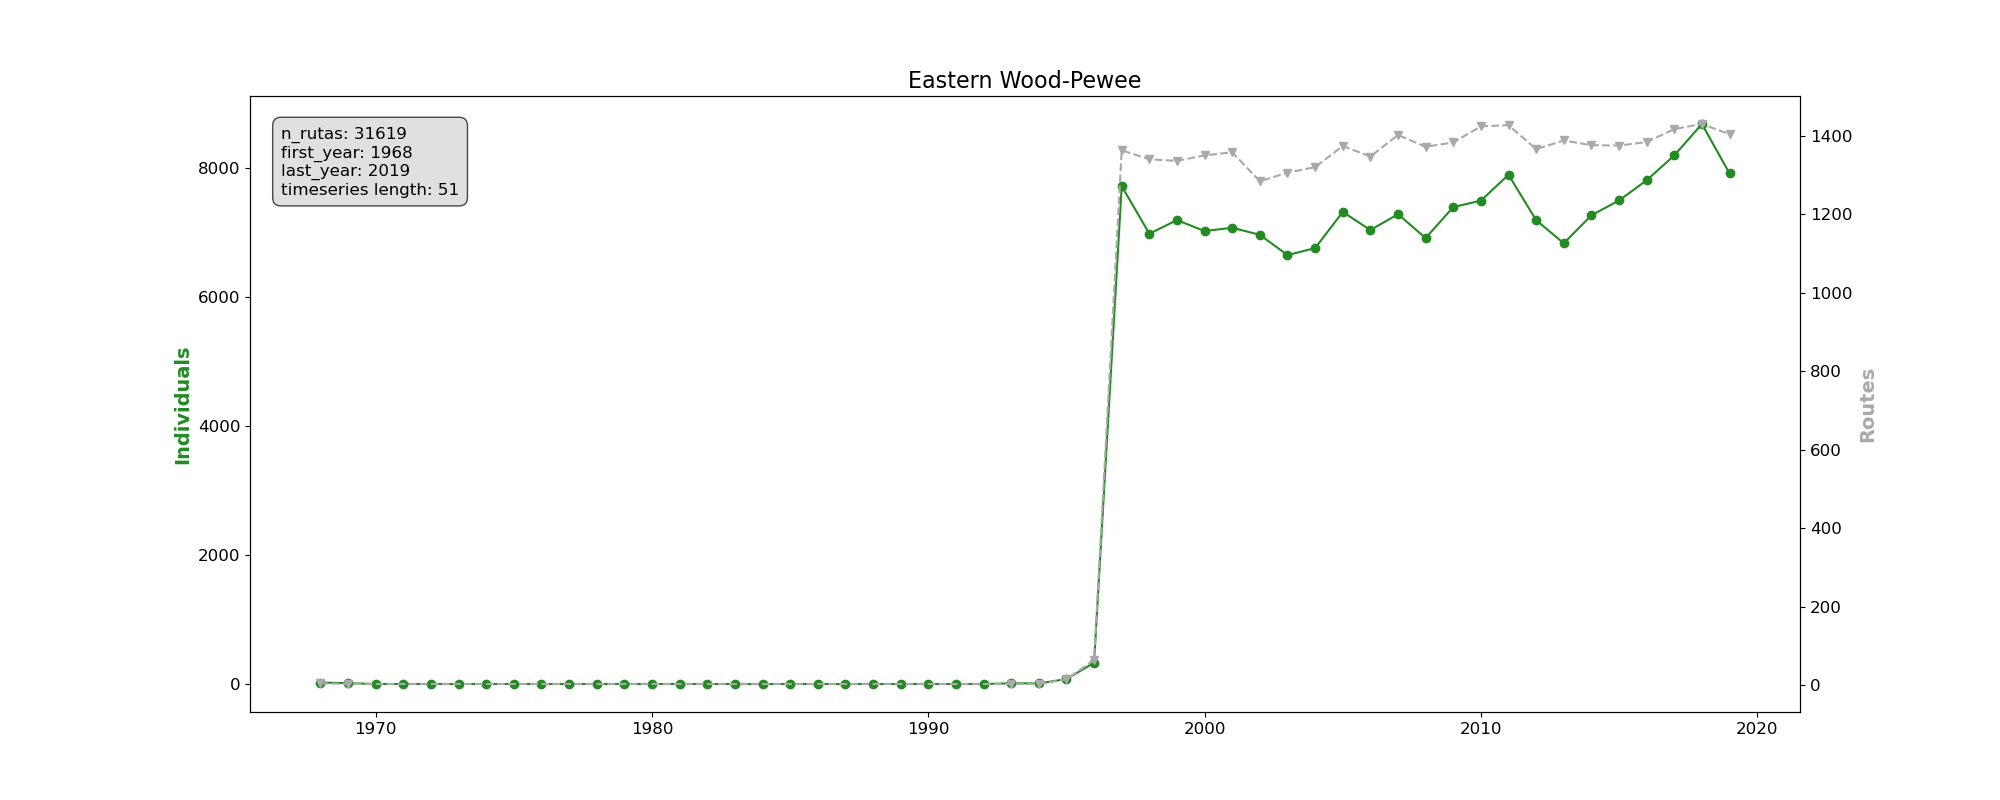 Eastern Wood-Pewee
n_rutas: 31619
first_year: 1968
last_year: 2019
timeseries length: 51
8000
6000
4000
2000
0
Individuals
1400
1200
1000
800
600
400
200
0
Routes
1970
1980
1990
2000
2010
2020